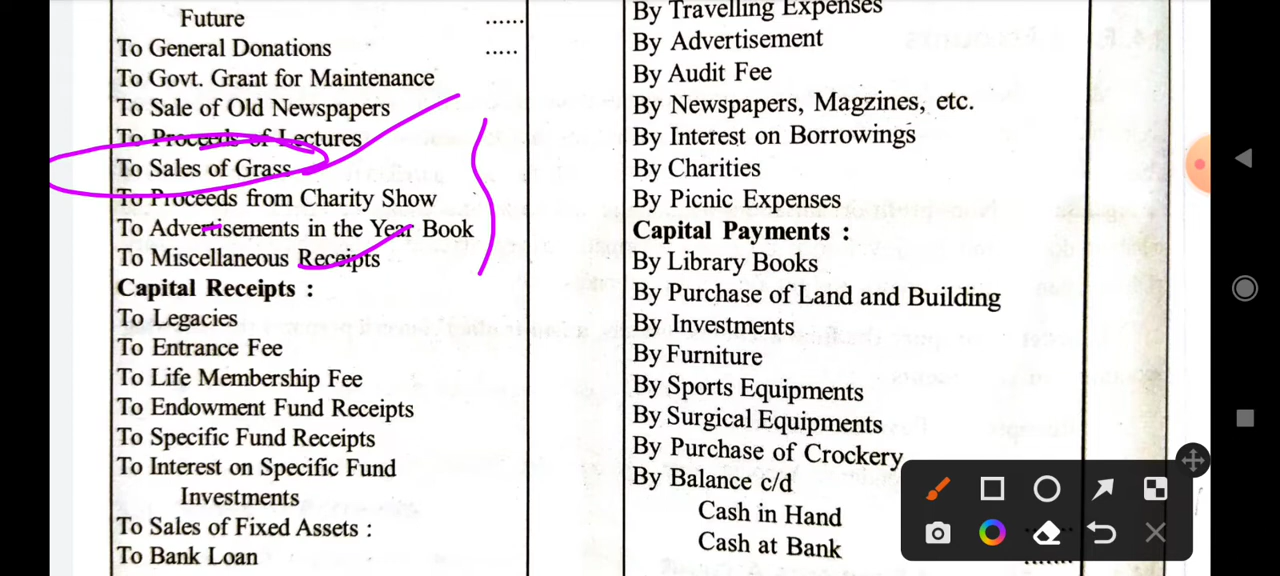 Future ......
To General Donations .....
To Govt. Grant for Maintenance
To Sale of Old Newspapers
To Proceeds of Lectures
To Sales of Grass
To Proceeds from Charity Show
To Advertisements in the Year Book
To Miscellaneous Receipts
Capital Receipts :
To Legacies
To Entrance Fee
To Life Membership Fee
To Endowment Fund Receipts
To Specific Fund Receipts
To Interest on Specific Fund
Investments
To Sales of Fixed Assets :
To Bank Loan
By Travelling Expenses
By Advertisement
By Audit Fee
By Newspapers, Magzines, etc.
By Interest on Borrowings
By Charities
By Picnic Expenses
Capital Payments :
By Library Books
By Purchase of Land and Building
By Investments
By Furniture
By Sports Equipments
By Surgical Equipments
By Purchase of Crockery
By Balance c/d
Cash in Hand
Cash at Bank ......